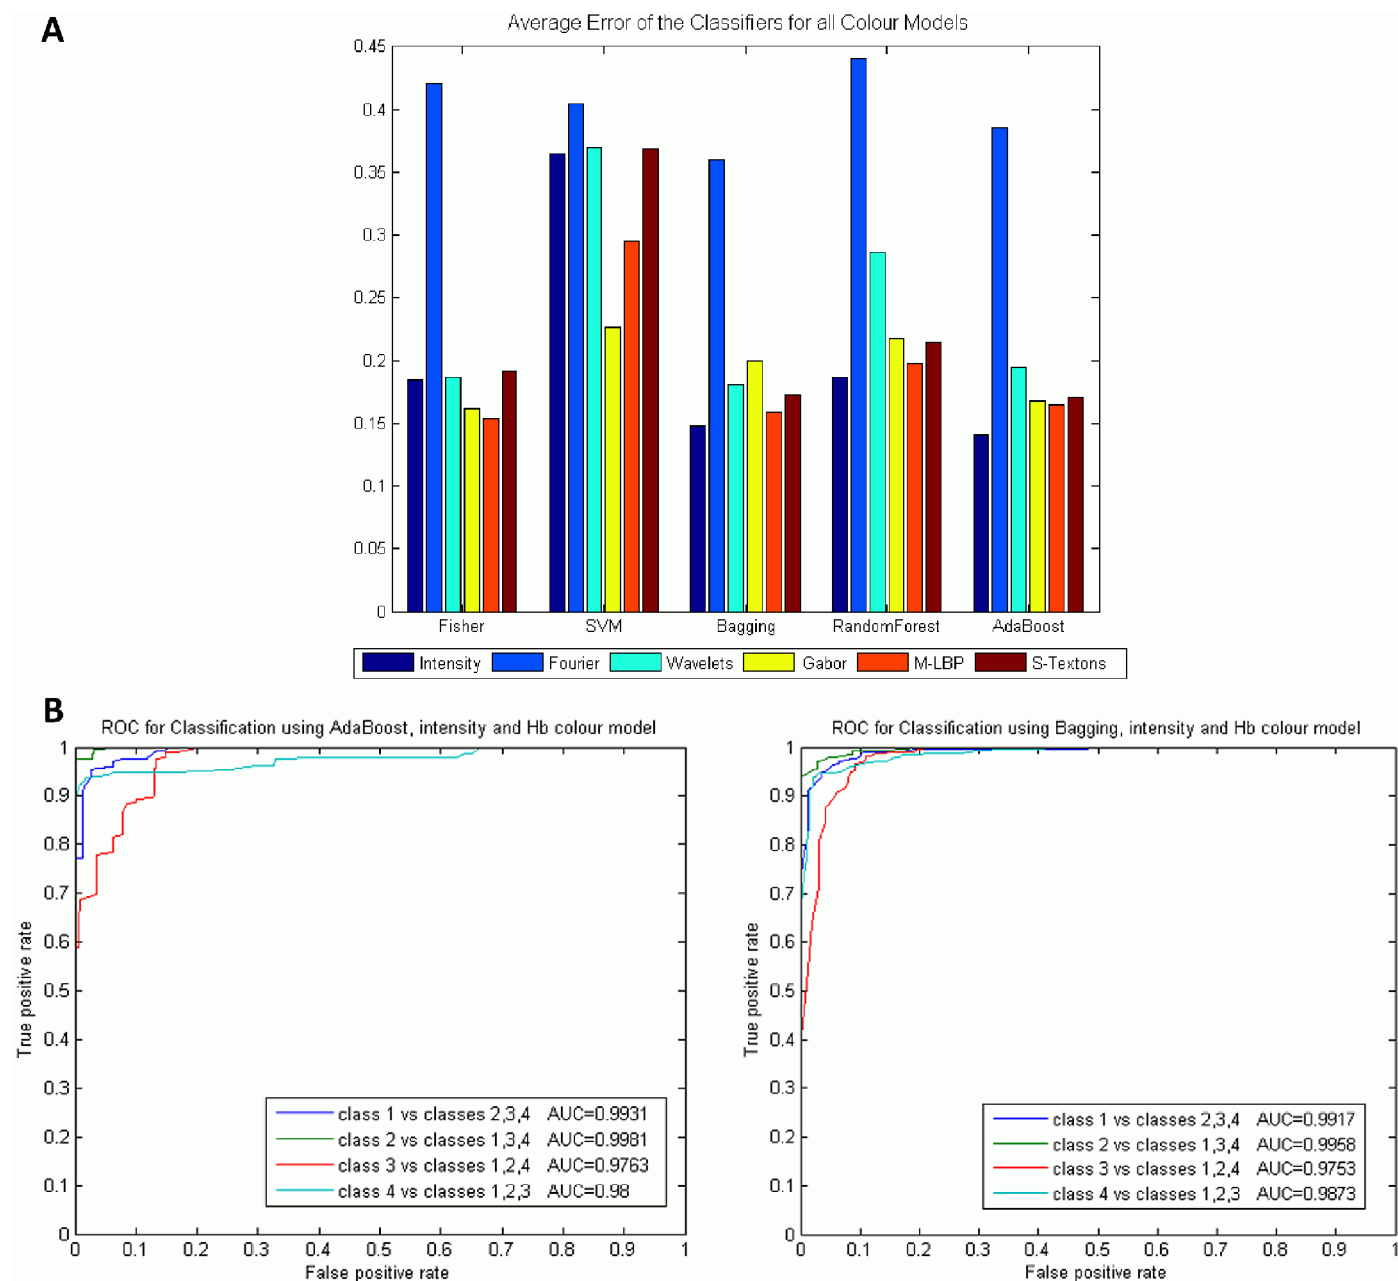 A
Average Error of the Classifiers for all Colour Models
0.45
0.4
0.35
0.3
0.25
0.2
0.15
0.1
0.05
0
Fisher SVM Bagging RandomForest AdaBoost
Intensity Fourier Wavelets Gabor M-LBP S-Textons
B
ROC for Classification using AdaBoost, intensity and Hb colour model
1
0.9
0.8
0.7
0.6
0.5
0.4
0.3
0.2
0.1
0
True positive rate
class 1 vs classes 2,3,4 AUC=0.9931
class 2 vs classes 1,3,4 AUC=0.9981
class 3 vs classes 1,2,4 AUC=0.9763
class 4 vs classes 1,2,3 AUC=0.98
0 0.1 0.2 0.3 0.4 0.5 0.6 0.7 0.8 0.9 1
False positive rate
ROC for Classification using Bagging, intensity and Hb colour model
1
0.9
0.8
0.7
0.6
0.5
0.4
0.3
0.2
0.1
0
True positive rate
class 1 vs classes 2,3,4 AUC=0.9917
class 2 vs classes 1,3,4 AUC=0.9958
class 3 vs classes 1,2,4 AUC=0.9753
class 4 vs classes 1,2,3 AUC=0.9873
0 0.1 0.2 0.3 0.4 0.5 0.6 0.7 0.8 0.9 1
False positive rate